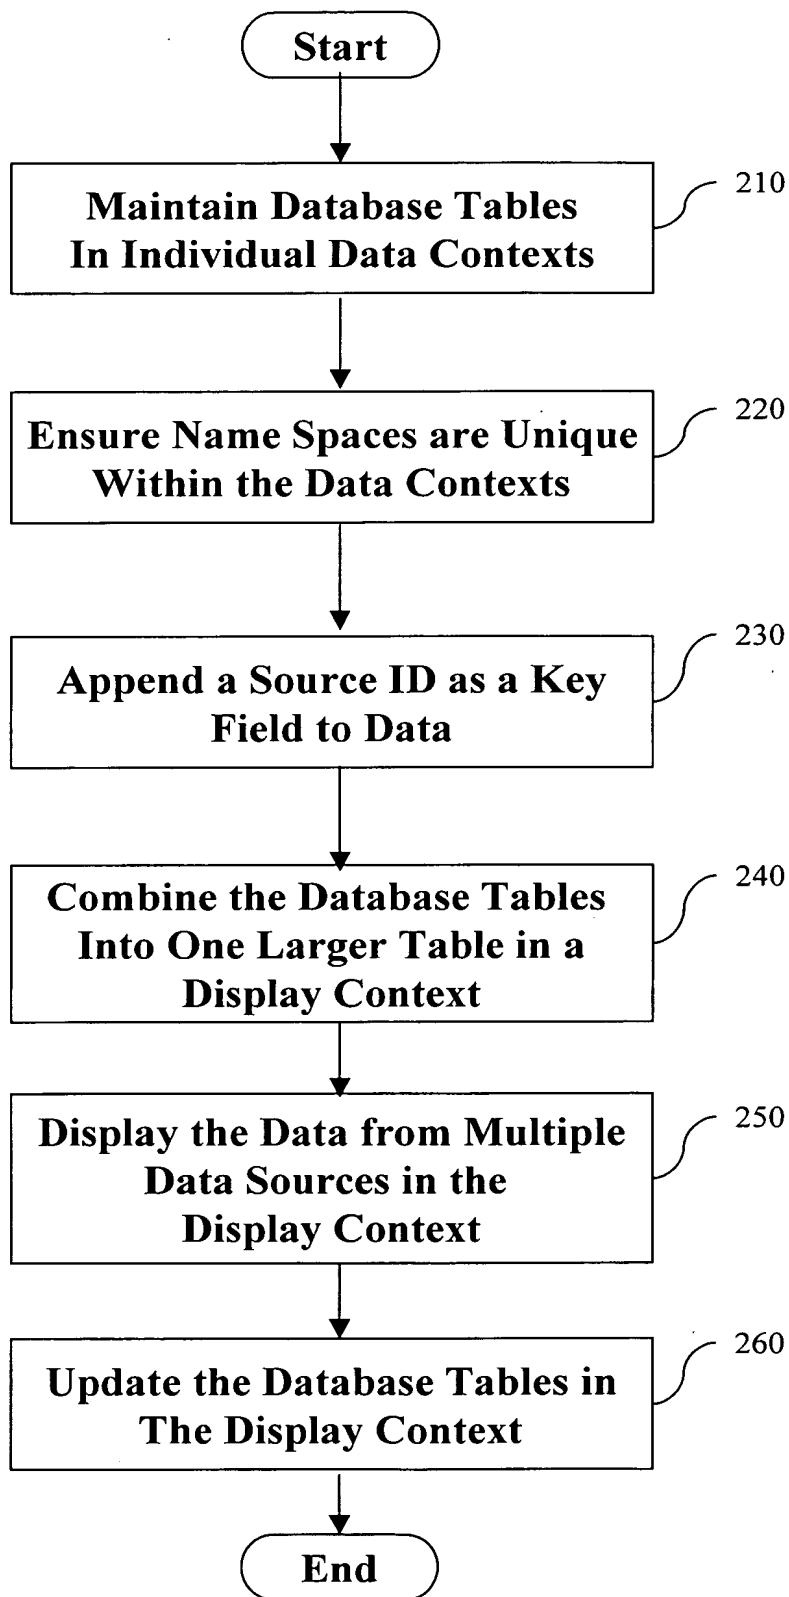 Start
210
Maintain Database Tables
In Individual Data Contexts
220
Ensure Name Spaces are Unique
Within the Data Contexts
230
Append a Source ID as a Key
Field to Data
240
Combine the Database Tables
Into One Larger Table in a
Display Context
250
Display the Data from Multiple
Data Sources in the
Display Context
260
Update the Database Tables in
The Display Context
End